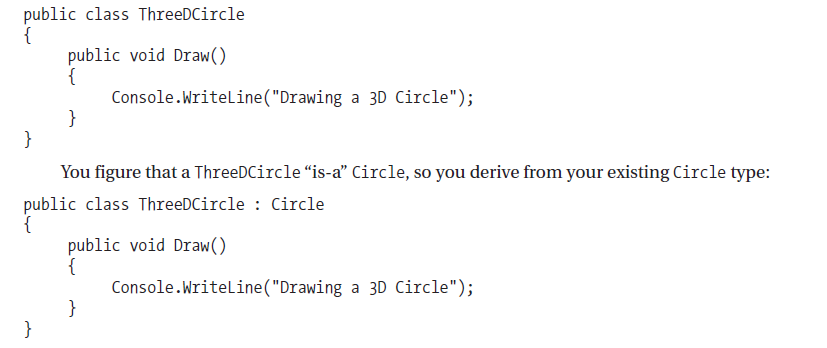 public class ThreeDCircle
{
public void Draw()
{
Console.WriteLine("Drawing a 3D Circle");
}
}
You figure that a ThreeDCircle “is-a” Circle, so you derive from your existing Circle type:
public class ThreeDCircle : Circle
{
public void Draw()
{
Console.WriteLine("Drawing a 3D Circle");
}
}